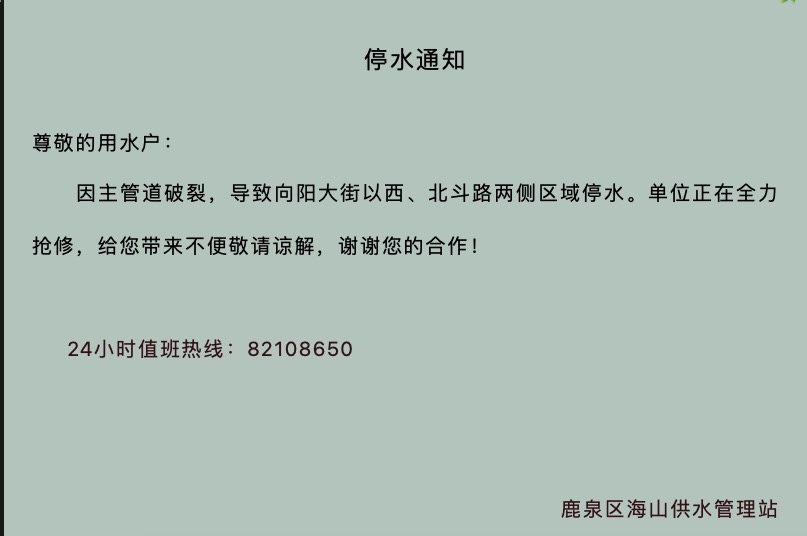 停水通知
尊敬的用水户：
因主管道破裂，导致向阳大街以西、北斗路两侧区域停水。单位正在全力
抢修，给您带来不便敬请谅解，谢谢您的合作！
24小时值班热线：82108650
鹿泉区海山供水管理站